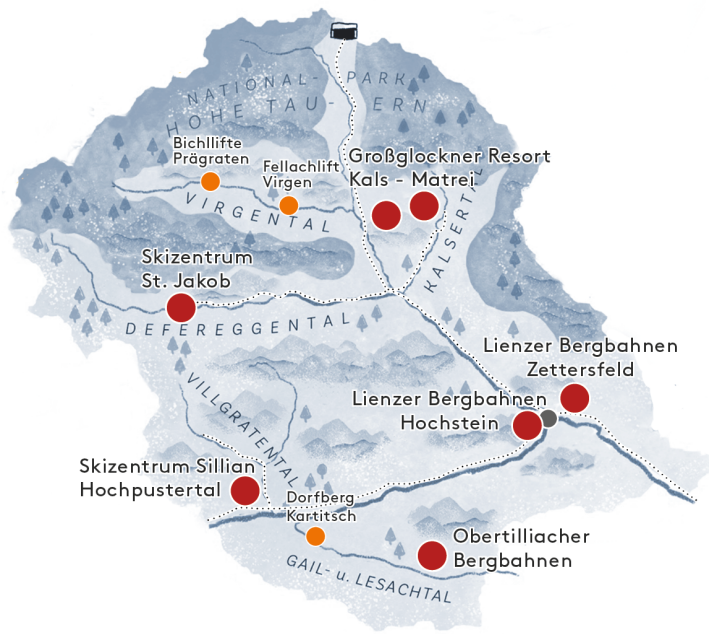 NATIONAL-PARK
HOHE TAUERN
Bichllifte
Prägraten
Fellachlift
Virgen
Großglockner Resort
Kals - Matrei
VIRGENTAL
KALSERTAL
Skizentrum
St. Jakob
DEFEREGGENTAL
Lienzer Bergbahnen
Zettersfeld
Lienzer Bergbahnen
Hochstein
VILLGRATENTAL
Skizentrum Sillian
Hochpustertal
Dorfberg
Kartitsch
Obertilliacher
Bergbahnen
GAIL- u. LESACHTAL